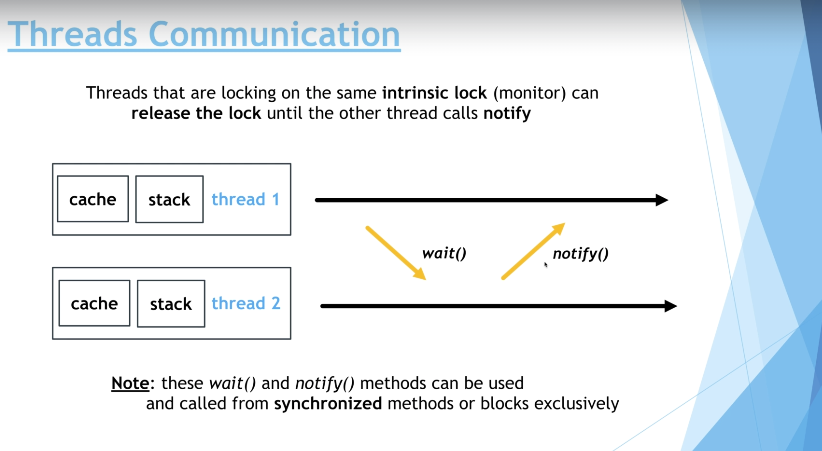 Threads Communication
Threads that are locking on the same intrinsic lock (monitor) can
release the lock until the other thread calls notify
cache
stack
thread 1
wait()
notify()
cache
stack
thread 2
Note: these wait() and notify() methods can be used
and called from synchronized methods or blocks exclusively